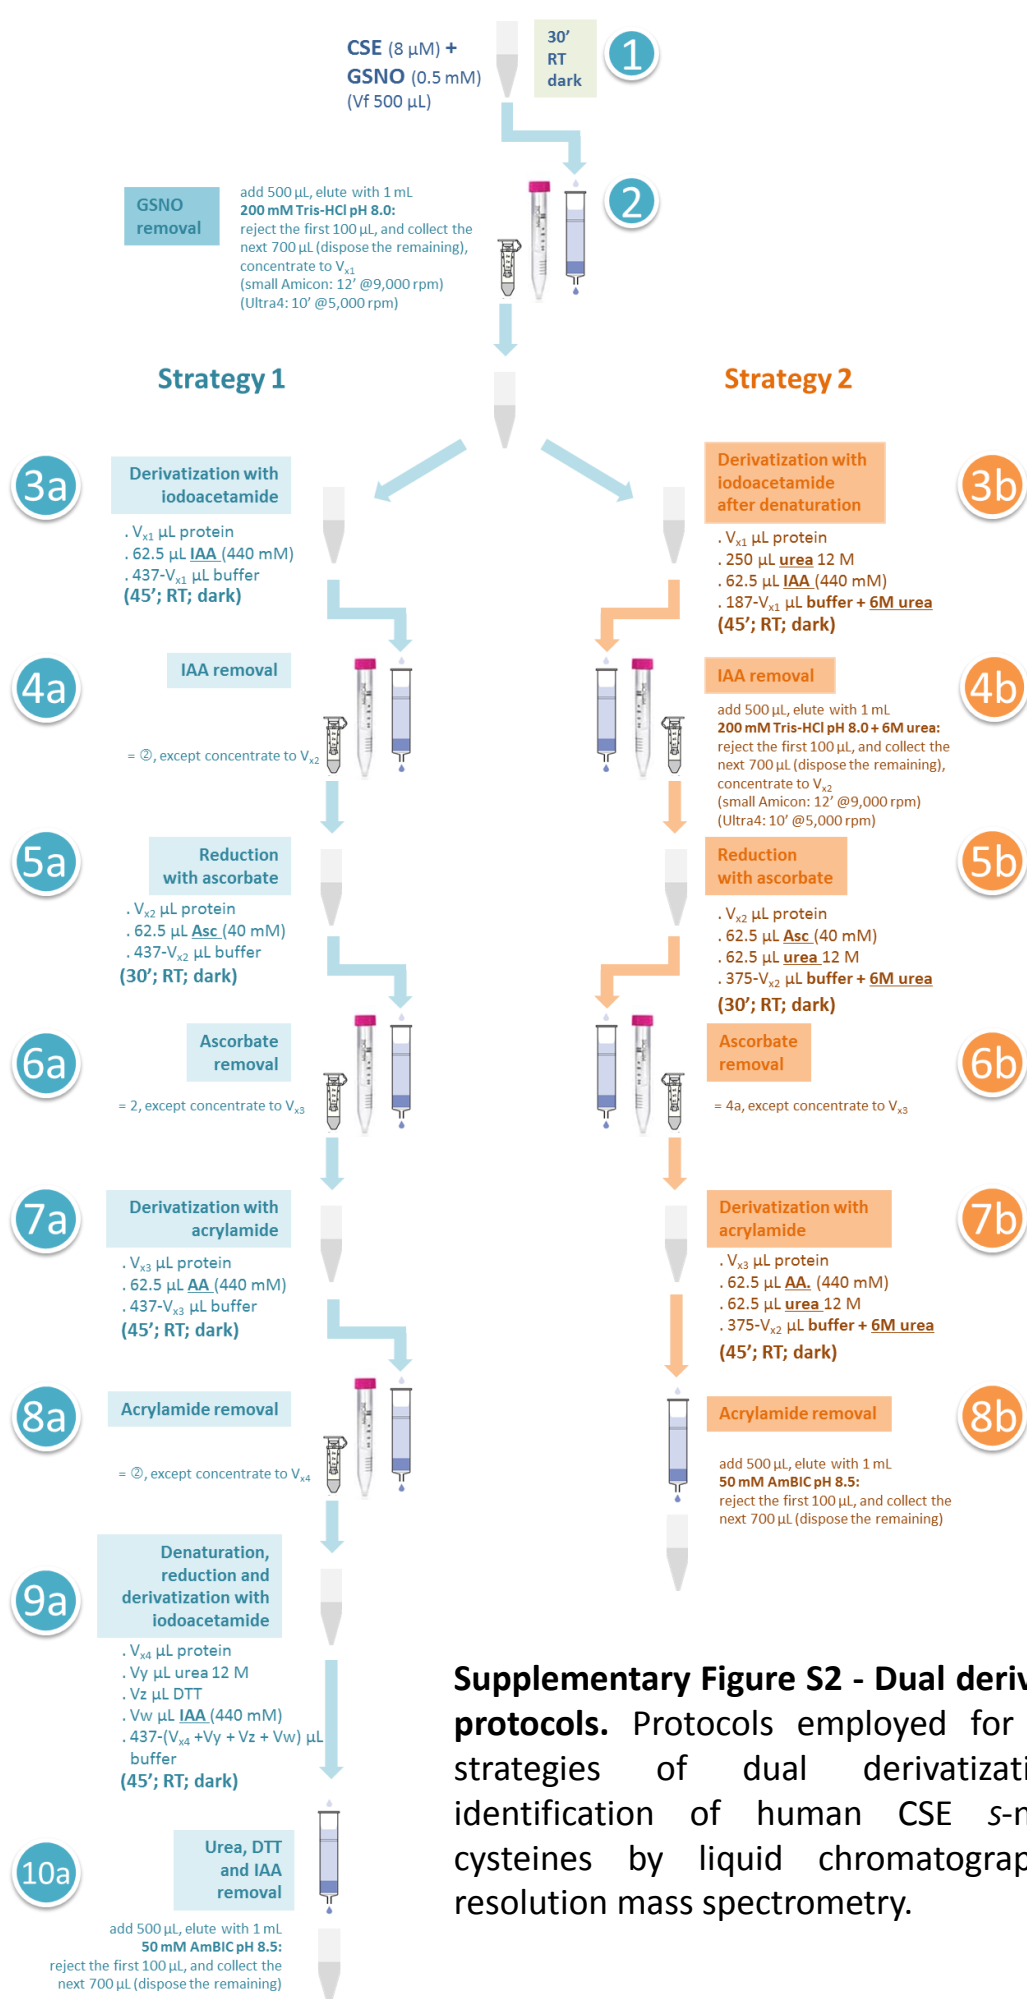 CSE (8 µM) +
GSNO (0.5 mM)
(Vf 500 µL)
30’
RT
dark
1
GSNO
removal
add 500 µL, elute with 1 mL
200 mM Tris-HCl pH 8.0:
reject the first 100 µL, and collect the
next 700 µL (dispose the remaining),
concentrate to Vx1
(small Amicon: 12’ @9,000 rpm)
(Ultra4: 10’ @5,000 rpm)
2
Strategy 1
Strategy 2
3a
Derivatization with
iodoacetamide
. Vx1 µL protein
. 62.5 µL IAA (440 mM)
. 437-Vx1 µL buffer
(45’; RT; dark)
Derivatization with
iodoacetamide
after denaturation
. Vx1 µL protein
. 250 µL urea 12 M
. 62.5 µL IAA (440 mM)
. 187-Vx1 µL buffer + 6M urea
(45’; RT; dark)
3b
4a
IAA removal
= ②, except concentrate to Vx2
IAA removal
add 500 µL, elute with 1 mL
200 mM Tris-HCl pH 8.0 + 6M urea:
reject the first 100 µL, and collect the
next 700 µL (dispose the remaining),
concentrate to Vx2
(small Amicon: 12’ @9,000 rpm)
(Ultra4: 10’ @5,000 rpm)
4b
5a
Reduction
with ascorbate
. Vx2 µL protein
. 62.5 µL Asc (40 mM)
. 437-Vx2 µL buffer
(30’; RT; dark)
Reduction
with ascorbate
. Vx2 µL protein
. 62.5 µL Asc (40 mM)
. 62.5 µL urea 12 M
. 375-Vx2 µL buffer + 6M urea
(30’; RT; dark)
5b
6a
Ascorbate
removal
= 2, except concentrate to Vx3
Ascorbate
removal
= 4a, except concentrate to Vx3
6b
7a
Derivatization with
acrylamide
. Vx3 µL protein
. 62.5 µL AA (440 mM)
. 437-Vx3 µL buffer
(45’; RT; dark)
Derivatization with
acrylamide
. Vx3 µL protein
. 62.5 µL AA. (440 mM)
. 62.5 µL urea 12 M
. 375-Vx2 µL buffer + 6M urea
(45’; RT; dark)
7b
8a
Acrylamide removal
= ②, except concentrate to Vx4
Acrylamide removal
add 500 µL, elute with 1 mL
50 mM AmBIC pH 8.5:
reject the first 100 µL, and collect the
next 700 µL (dispose the remaining)
8b
9a
Denaturation,
reduction and
derivatization with
iodoacetamide
. Vx4 µL protein
. Vy µL urea 12 M
. Vz µL DTT
. Vw µL IAA (440 mM)
. 437-(Vx4 +Vy + Vz + Vw) µL
buffer
(45’; RT; dark)
10a
Urea, DTT
and IAA
removal
add 500 µL, elute with 1 mL
50 mM AmBIC pH 8.5:
reject the first 100 µL, and collect the
next 700 µL (dispose the remaining)
Supplementary Figure S2 - Dual deriv
protocols. Protocols employed for
strategies of dual derivatizati
identification of human CSE s-n
cysteines by liquid chromatograp
resolution mass spectrometry.